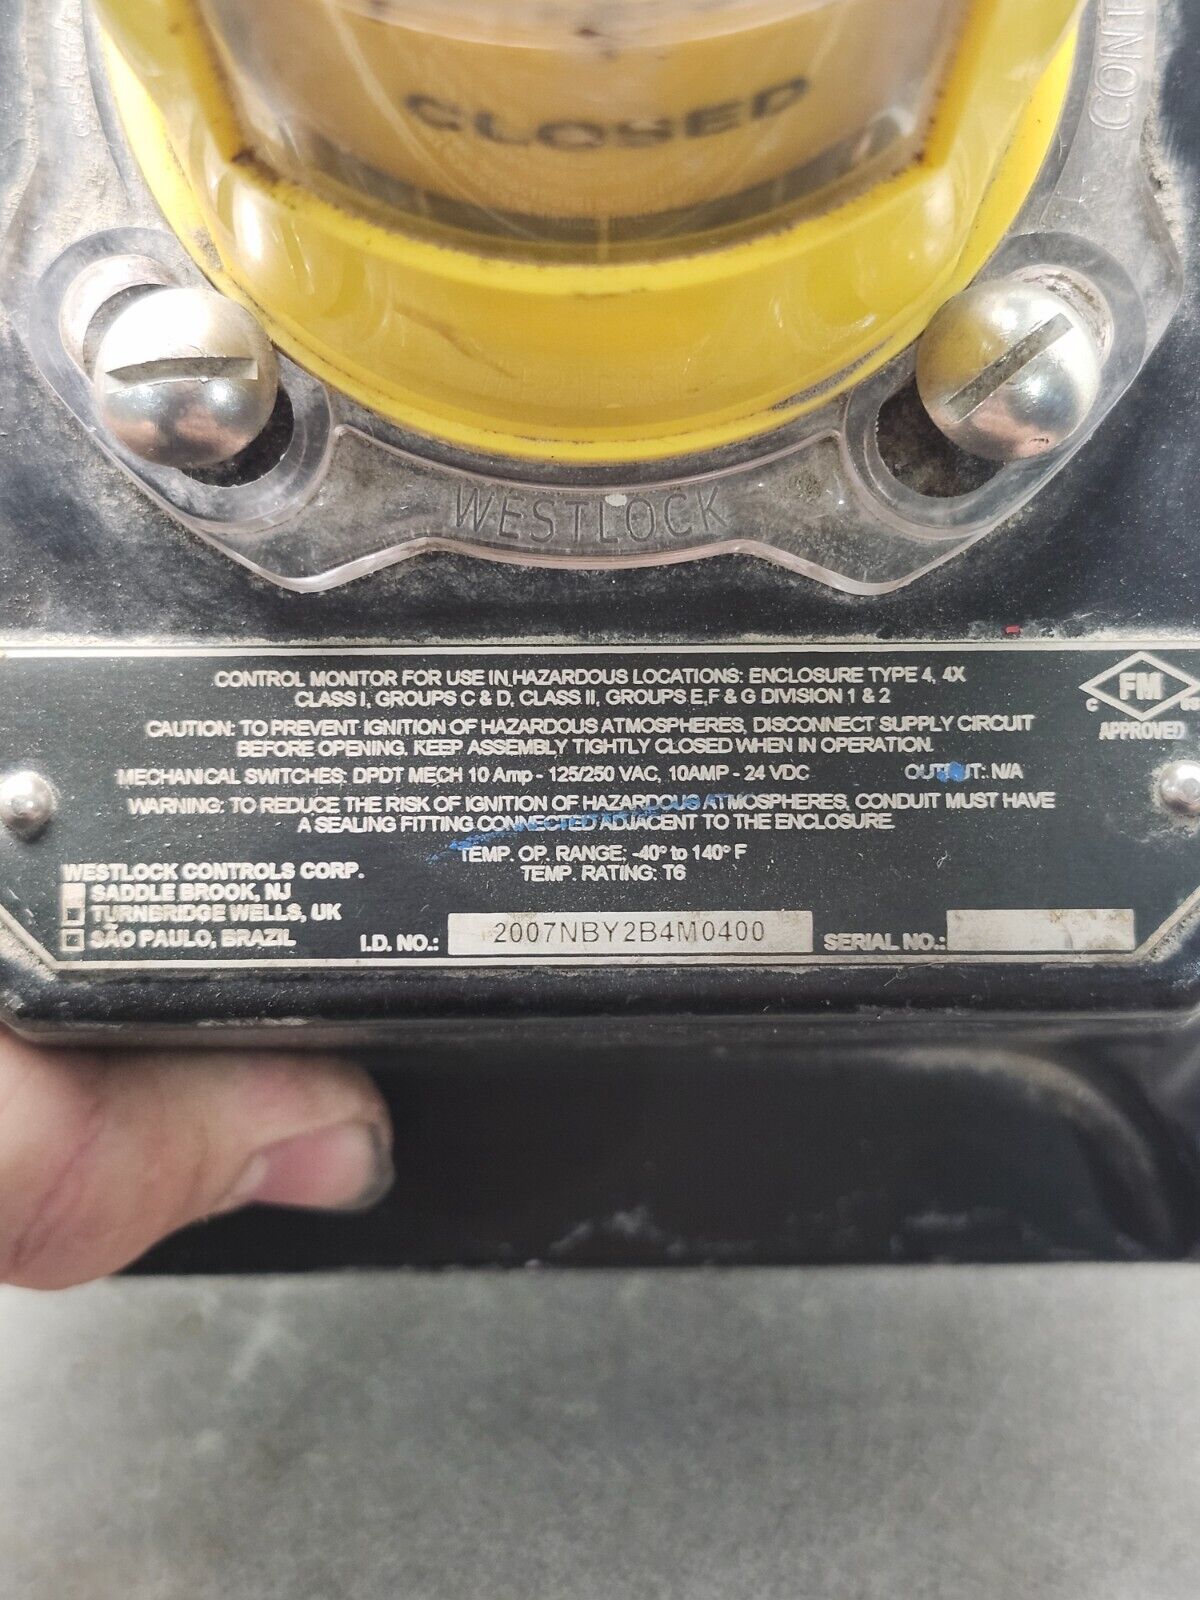 CLOSED
CONT
WESTLOCK
CONTROL MONITOR FOR USE IN HAZARDOUS LOCATIONS: ENCLOSURE TYPE 4, 4X
CLASS I, GROUPS C & D, CLASS II, GROUPS E,F & G DIVISION 1 & 2
CAUTION: TO PREVENT IGNITION OF HAZARDOUS ATMOSPHERES, DISCONNECT SUPPLY CIRCUIT
BEFORE OPENING. KEEP ASSEMBLY TIGHTLY CLOSED WHEN IN OPERATION.
C FM
APPROVED
MECHANICAL SWITCHES: DPDT MECH 10 Amp - 125/250 VAC, 10AMP - 24 VDC OUTPUT: N/A
WARNING: TO REDUCE THE RISK OF IGNITION OF HAZARDOUS ATMOSPHERES, CONDUIT MUST HAVE
A SEALING FITTING CONNECTED ADJACENT TO THE ENCLOSURE.
TEMP. OP. RANGE: -40° to 140° F
TEMP. RATING: T6
WESTLOCK CONTROLS CORP.
SADDLE BROOK, NJ
TURNBRIDGE WELLS, UK
SÃO PAULO, BRAZIL
I.D. NO.: 2007NBY2B4M0400 SERIAL NO.: